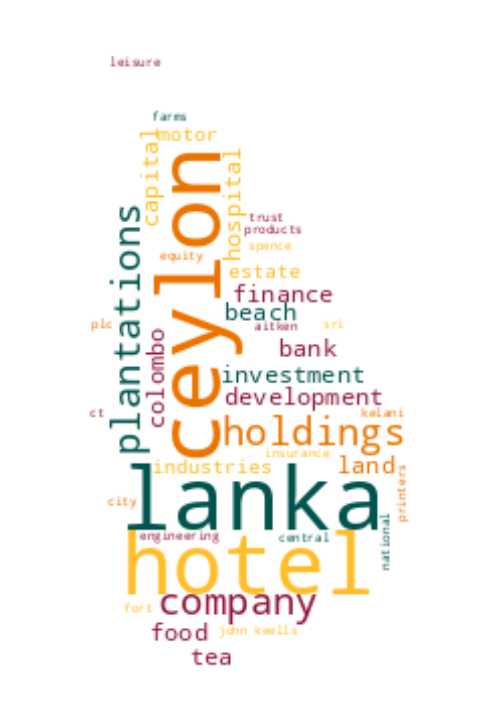 leisure
farms
motor
capital
ceylon
hospital
plantations
trust
products
spence
equity
estate
finance
beach
plc
aitken
sri
colombo
bank
investment
development
ct
kelani
holdings
insurance
industries
land
lanka
printers
city
national
engineering
central
hotel
company
fort
food
john keells
tea